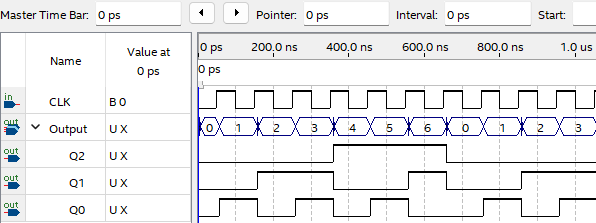 Master Time Bar: 0 ps Pointer: 0 ps Interval: 0 ps Start:
Name Value at 0 ps
0 ps 200.0 ns 400.0 ns 600.0 ns 800.0 ns 1.0 us
0 ps
in CLK B 0
out Output U X 0 1 2 3 4 5 6 0 1 2 3
out Q2 U X
out Q1 U X
out Q0 U X